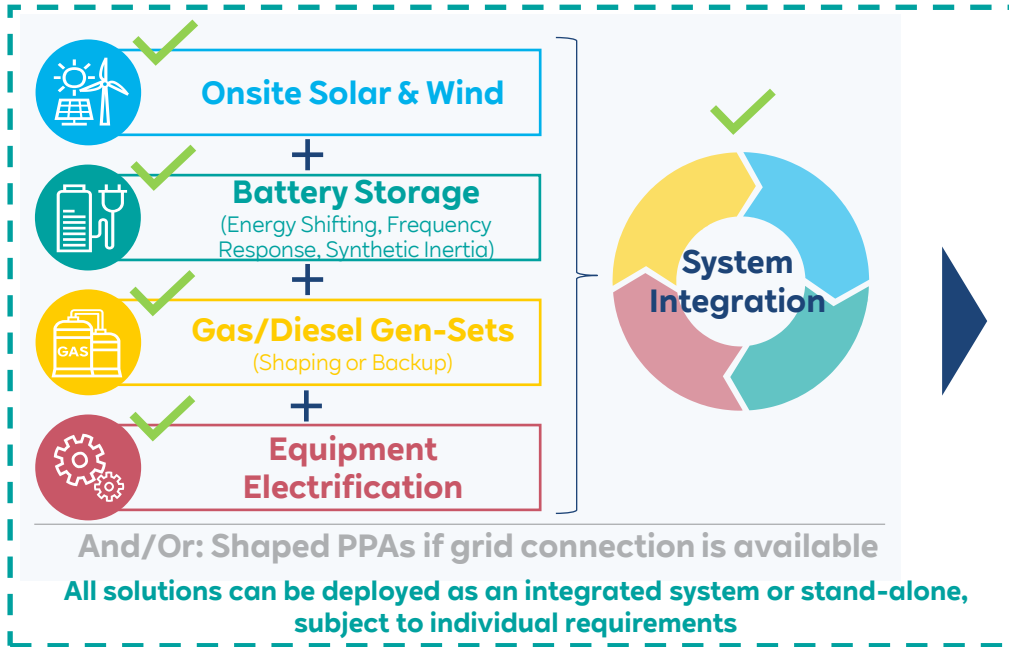 Onsite Solar & Wind
+
Battery Storage
(Energy Shifting, Frequency
Response, Synthetic Inertia)
+
GAS
Gas/Diesel Gen-Sets
(Shaping or Backup)
+
Equipment
Electrification
System
Integration
And/Or: Shaped PPAs if grid connection is available
All solutions can be deployed as an integrated system or stand-alone,
subject to individual requirements